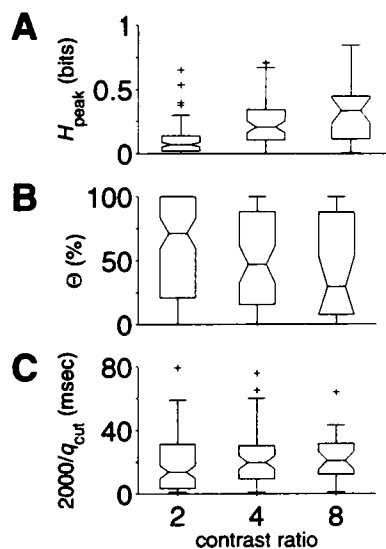 A
H_peak (bits)
1
0.5
0
B
Θ (%)
100
50
0
C
2000/q_cut (msec)
80
40
0
2 4 8
contrast ratio